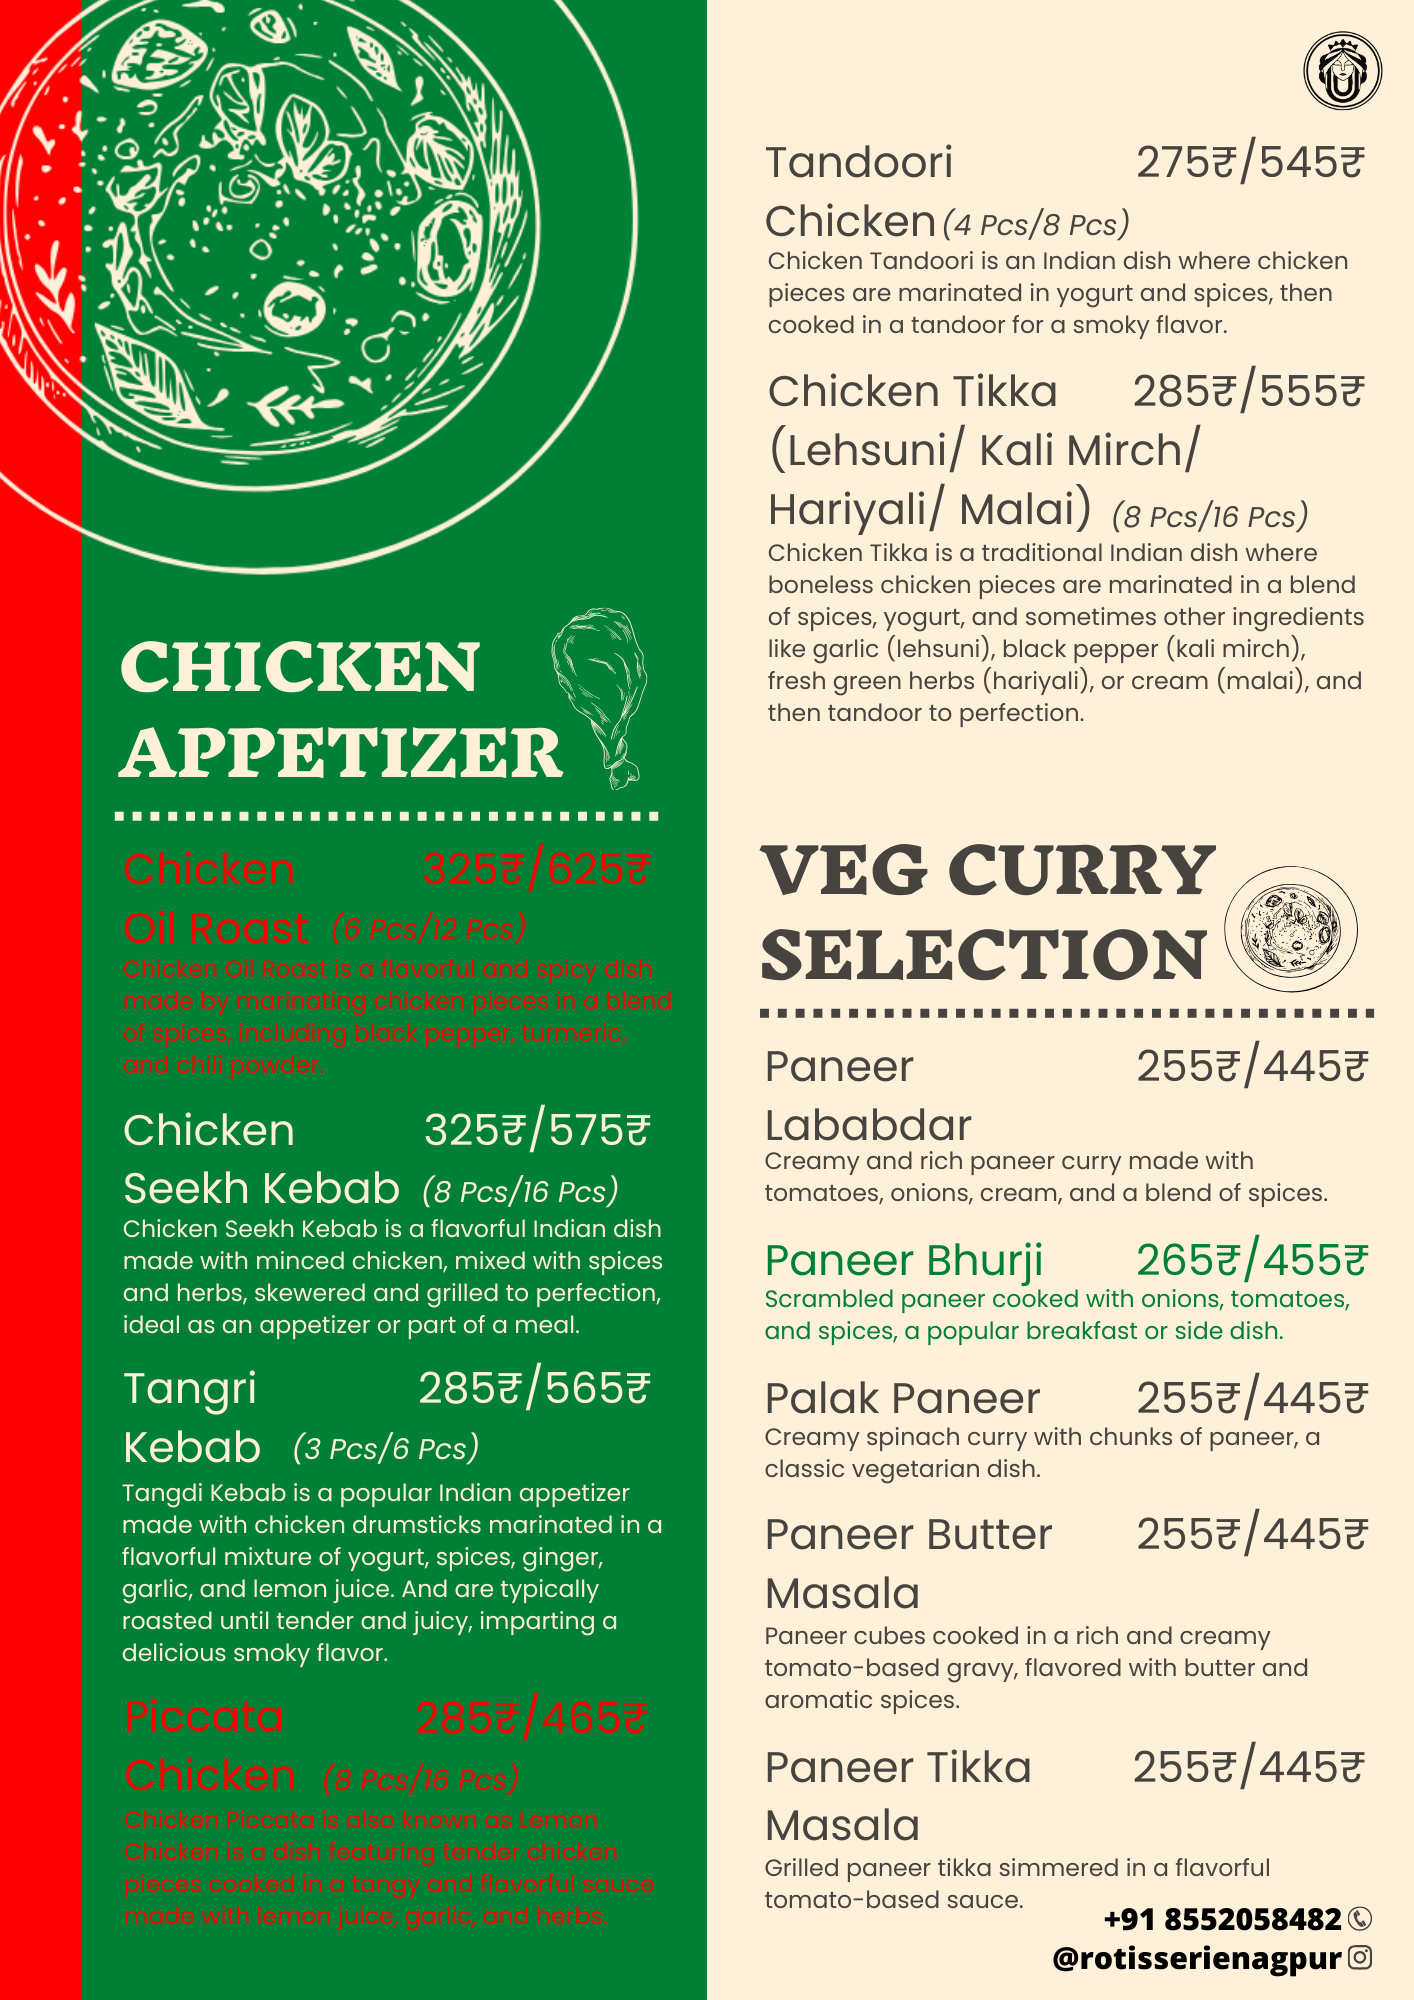 CHICKEN
APPETIZER
Chicken 325₹/625₹
Oil Roast (6 Pcs/12 Pcs)
Chicken Oil Roast is a flavorful and spicy dish
made by marinating chicken pieces in a blend
of spices, including black pepper, turmeric,
and chili powder.
Chicken 325₹/575₹
Seekh Kebab (8 Pcs/16 Pcs)
Chicken Seekh Kebab is a flavorful Indian dish
made with minced chicken, mixed with spices
and herbs, skewered and grilled to perfection,
ideal as an appetizer or part of a meal.
Tangri 285₹/565₹
Kebab (3 Pcs/6 Pcs)
Tangdi Kebab is a popular Indian appetizer
made with chicken drumsticks marinated in a
flavorful mixture of yogurt, spices, ginger,
garlic, and lemon juice. And are typically
roasted until tender and juicy, imparting a
delicious smoky flavor.
Piccata 285₹/465₹
Chicken (8 Pcs/16 Pcs)
Chicken Piccata is also known as Lemon
Chicken is a dish featuring tender chicken
pieces cooked in a tangy and flavorful sauce
made with lemon juice, garlic, and herbs.
Tandoori 275₹/545₹
Chicken (4 Pcs/8 Pcs)
Chicken Tandoori is an Indian dish where chicken
pieces are marinated in yogurt and spices, then
cooked in a tandoor for a smoky flavor.
Chicken Tikka 285₹/555₹
(Lehsuni/ Kali Mirch/
Hariyali/ Malai) (8 Pcs/16 Pcs)
Chicken Tikka is a traditional Indian dish where
boneless chicken pieces are marinated in a blend
of spices, yogurt, and sometimes other ingredients
like garlic (lehsuni), black pepper (kali mirch),
fresh green herbs (hariyali), or cream (malai), and
then tandoor to perfection.
VEG CURRY
SELECTION
Paneer 255₹/445₹
Lababdar
Creamy and rich paneer curry made with
tomatoes, onions, cream, and a blend of spices.
Paneer Bhurji 265₹/455₹
Scrambled paneer cooked with onions, tomatoes,
and spices, a popular breakfast or side dish.
Palak Paneer 255₹/445₹
Creamy spinach curry with chunks of paneer, a
classic vegetarian dish.
Paneer Butter 255₹/445₹
Masala
Paneer cubes cooked in a rich and creamy
tomato-based gravy, flavored with butter and
aromatic spices.
Paneer Tikka 255₹/445₹
Masala
Grilled paneer tikka simmered in a flavorful
tomato-based sauce.
+91 8552058482
@rotisserienagpur